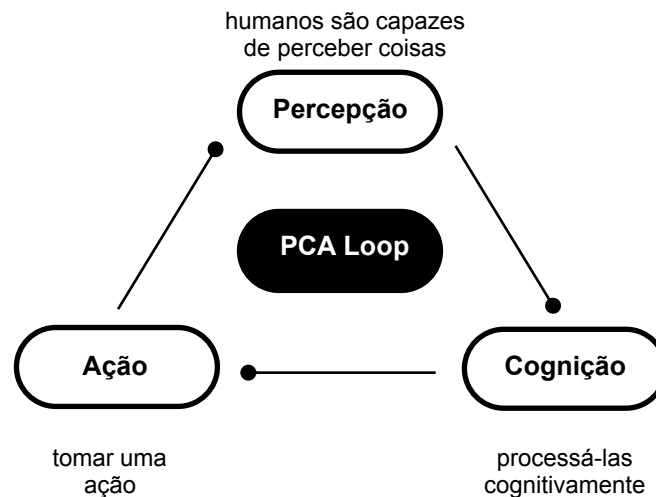 humanos são capazes
de perceber coisas
Percepção
PCA Loop
Ação
Cognição
tomar uma
ação
processá-las
cognitivamente